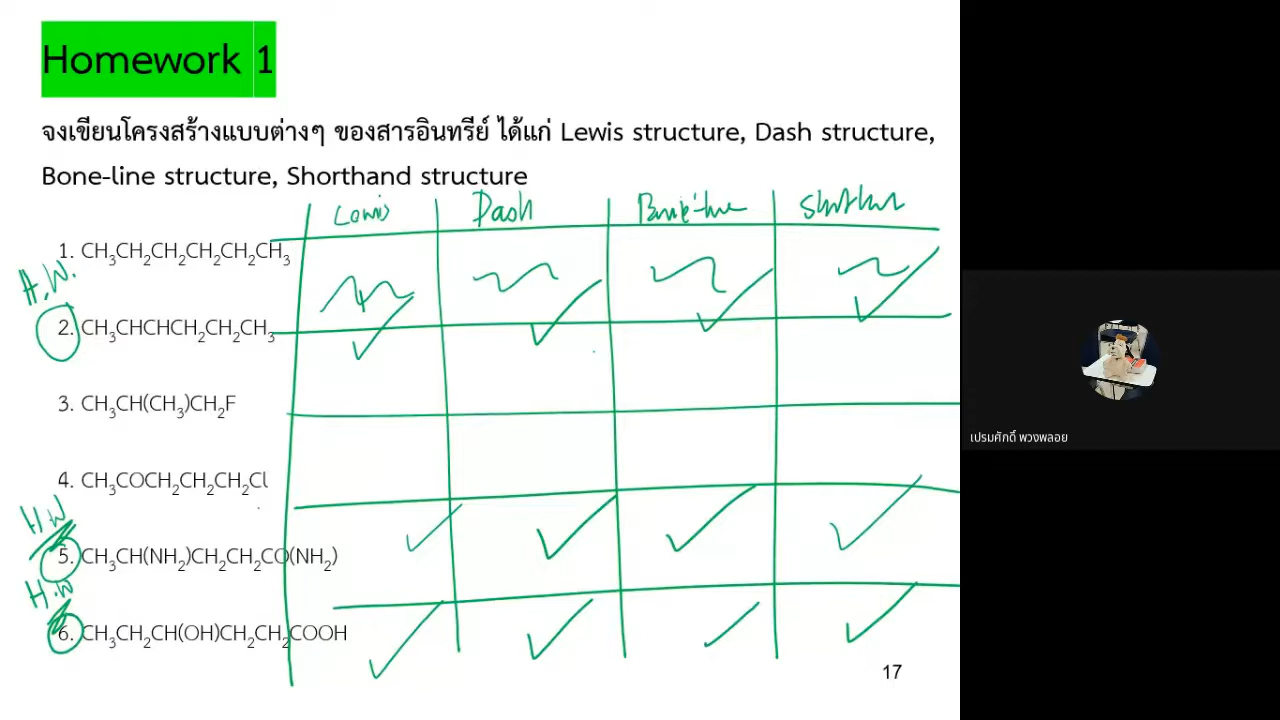 Homework 1
จงเขียนโครงสร้างแบบต่างๆ ของสารอินทรีย์ ได้แก่ Lewis structure, Dash structure,
Bone-line structure, Shorthand structure
Lewis Dash
1. CH₃CH₂CH₂CH₂CH₂CH₃
H.W.
2. CH₃CHCHCH₂CH₂CH₃
3. CH₃CH(CH₃)CH₂F
4. CH₃COCH₂CH₂CH₂Cl
H.W
5. CH₃CH(NH₂)CH₂CH₂CO(NH₂)
H.W
6. CH₃CH₂CH(OH)CH₂CH₂COOH
17
เปรมศักดิ์ พวงพลอย